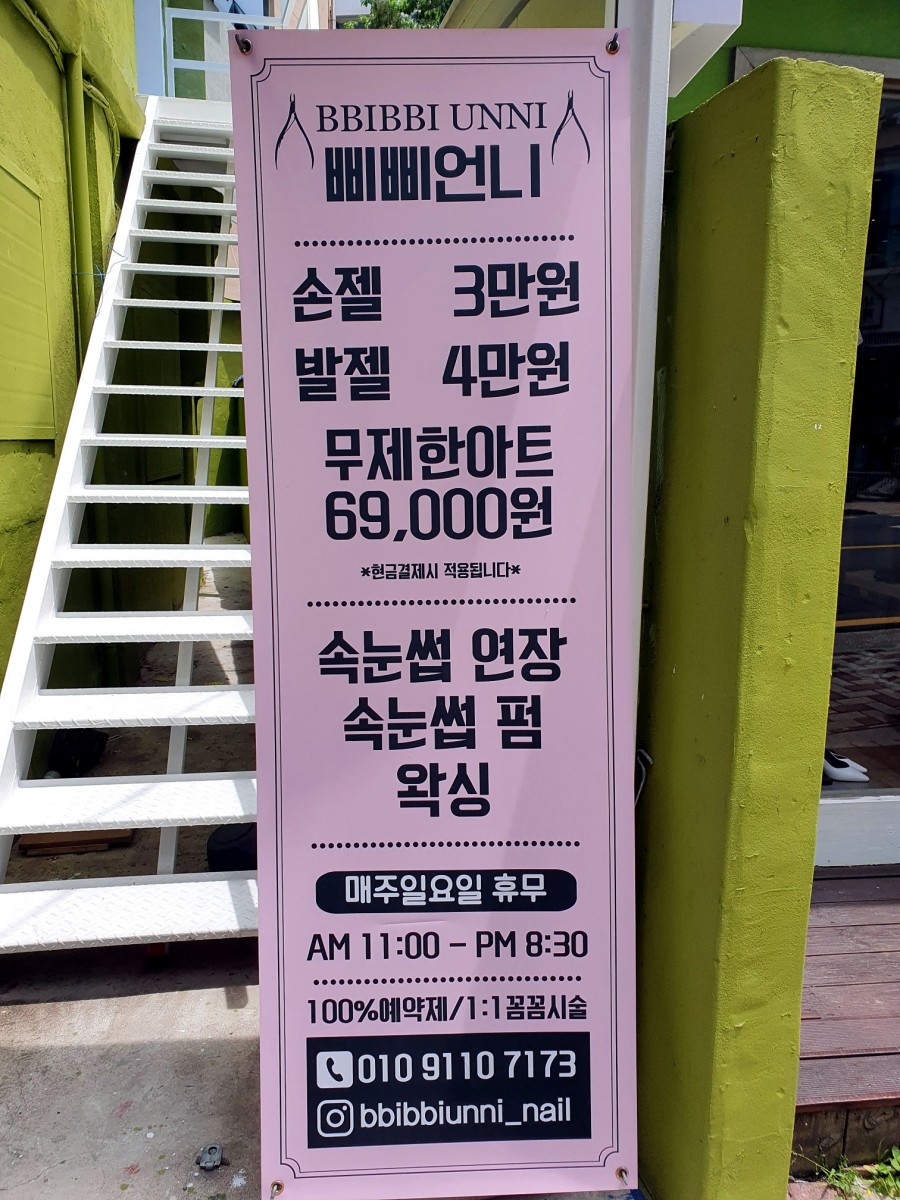 BBIBBI UNNI
삐삐언니
손젤 3만원
발젤 4만원
무제한아트
69,000원
*현금결제시 적용됩니다*
속눈썹 연장
속눈썹 펌
왁싱
매주일요일 휴무
AM 11:00 - PM 8:30
100%예약제/1:1꼼꼼시술
010 9110 7173
bbibbiunni_nail